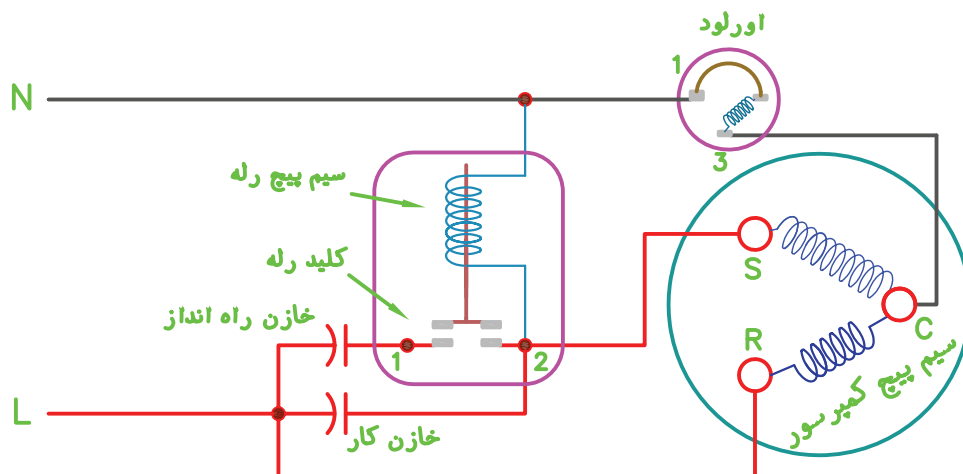 اورلود
1
N
3
سیم پیچ رله
کلید رله
S
خازن راه انداز
C
R
1
2
سیم پیچ کمپرسور
L
خازن کار